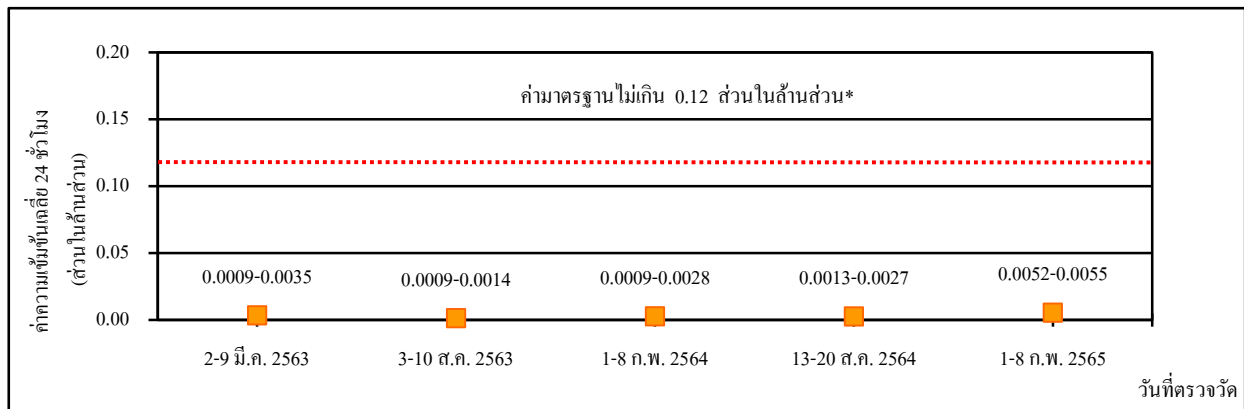 ค่าความเข้มข้นเฉลี่ย 24 ชั่วโมง
(ส่วนในล้านส่วน)
0.20
ค่ามาตรฐานไม่เกิน 0.12 ส่วนในล้านส่วน*
0.15
0.10
0.05
0.0009-0.0035
0.0009-0.0014
0.0009-0.0028
0.0013-0.0027
0.0052-0.0055
0.00
2-9 มี.ค. 2563
3-10 ส.ค. 2563
1-8 ก.พ. 2564
13-20 ส.ค. 2564
1-8 ก.พ. 2565
วันที่ตรวจวัด